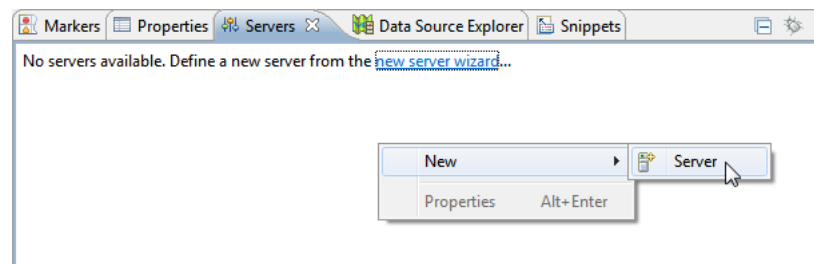 Markers Properties Servers Data Source Explorer Snippets
No servers available. Define a new server from the new server wizard...
New Server
Properties Alt+Enter